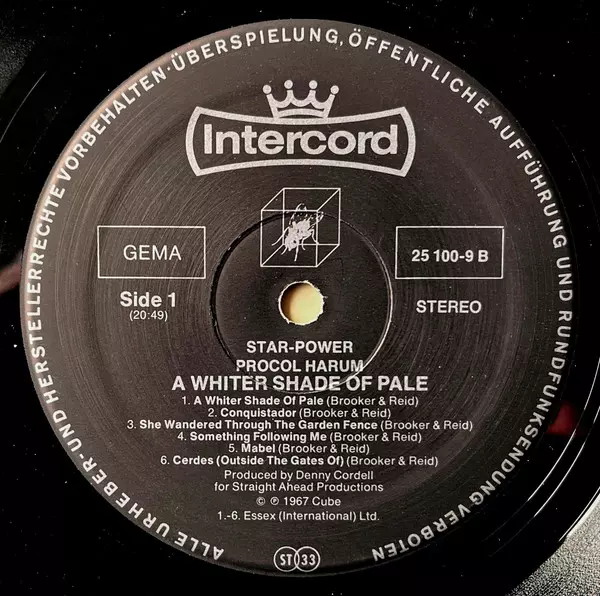 ALLE URHEBER- UND HERSTELLERRECHTE VORBEHALTEN · ÜBERSPIELUNG, ÖFFENTLICHE AUFFÜHRUNG UND RUNDFUNKSENDUNG VERBOTEN
Intercord
GEMA
25 100-9 B
Side 1
(20:49)
STEREO
STAR-POWER
PROCOL HARUM
A WHITER SHADE OF PALE
1. A Whiter Shade Of Pale (Brooker & Reid)
2. Conquistador (Brooker & Reid)
3. She Wandered Through The Garden Fence (Brooker & Reid)
4. Something Following Me (Brooker & Reid)
5. Mabel (Brooker & Reid)
6. Cerdes (Outside The Gates Of) (Brooker & Reid)
Produced by Denny Cordell
for Straight Ahead Productions
© ℗ 1967 Cube
1.-6. Essex (International) Ltd.
ST 33